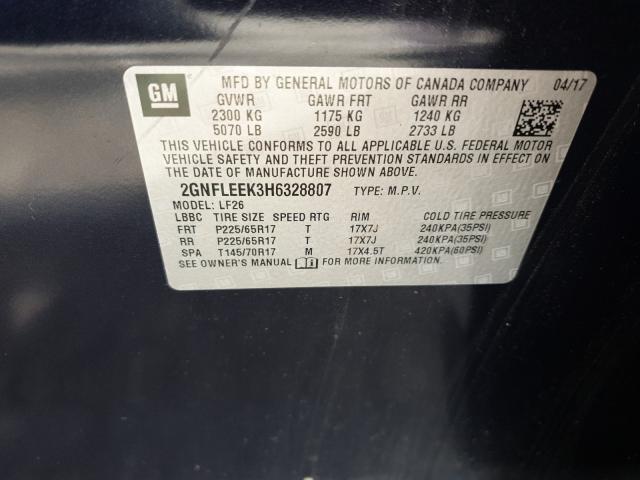 GM
MFD BY GENERAL MOTORS OF CANADA COMPANY 04/17
GVWR GAWR FRT GAWR RR
2300 KG 1175 KG 1240 KG
5070 LB 2590 LB 2733 LB
THIS VEHICLE CONFORMS TO ALL APPLICABLE U.S. FEDERAL MOTOR
VEHICLE SAFETY AND THEFT PREVENTION STANDARDS IN EFFECT ON
THE DATE OF MANUFACTURE SHOWN ABOVE.
2GNFLEEK3H6328807 TYPE: M.P.V.
MODEL: LF26
LBBC TIRE SIZE SPEED RTG RIM COLD TIRE PRESSURE
FRT P225/65R17 T 17X7J 240KPA(35PSI)
RR P225/65R17 T 17X7J 240KPA(35PSI)
SPA T145/70R17 M 17X4.5T 420KPA(60PSI)
SEE OWNER'S MANUAL FOR MORE INFORMATION.